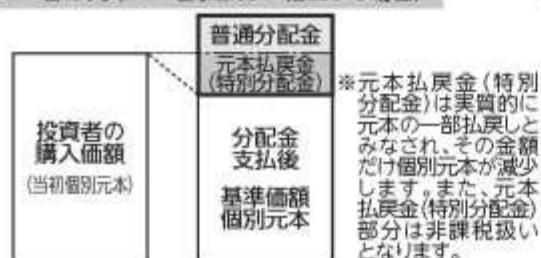 普通分配金
元本払戻金
(特別分配金)
投資者の
購入価額
(当初個別元本)
分配金
支払後
基準価額
個別元本
※元本払戻金(特別
分配金)は実質的に
元本の一部払戻しと
みなされ、その金額
だけ個別元本が減少
します。また、元本
払戻金(特別分配金)
部分は非課税扱い
となります。